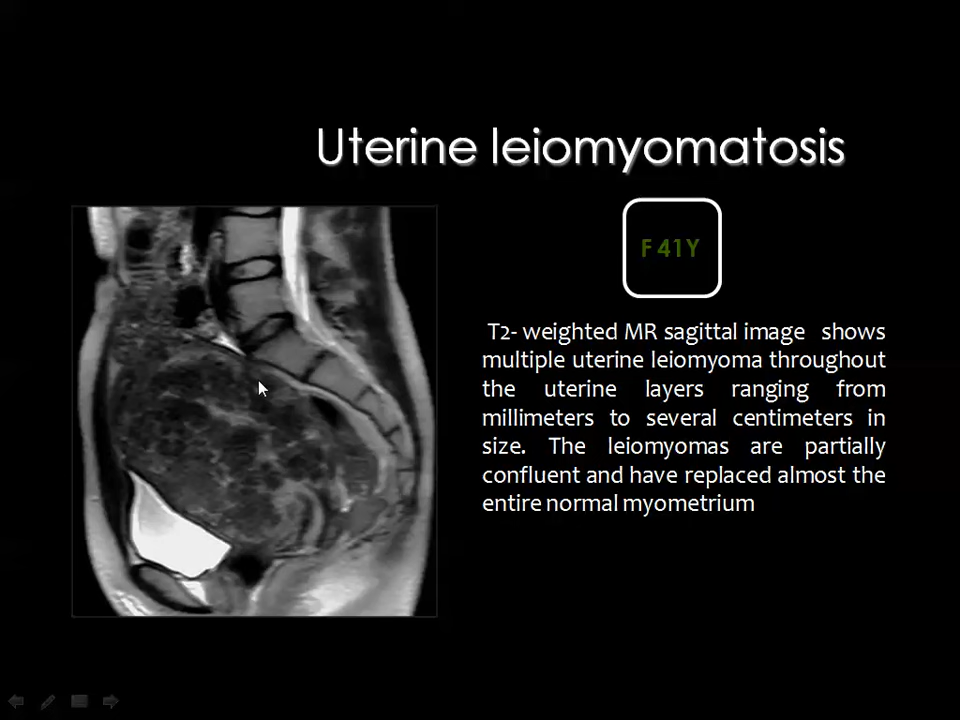 Uterine leiomyomatosis
F 41Y
T2- weighted MR sagittal image shows
multiple uterine leiomyoma throughout
the uterine layers ranging from
millimeters to several centimeters in
size. The leiomyomas are partially
confluent and have replaced almost the
entire normal myometrium